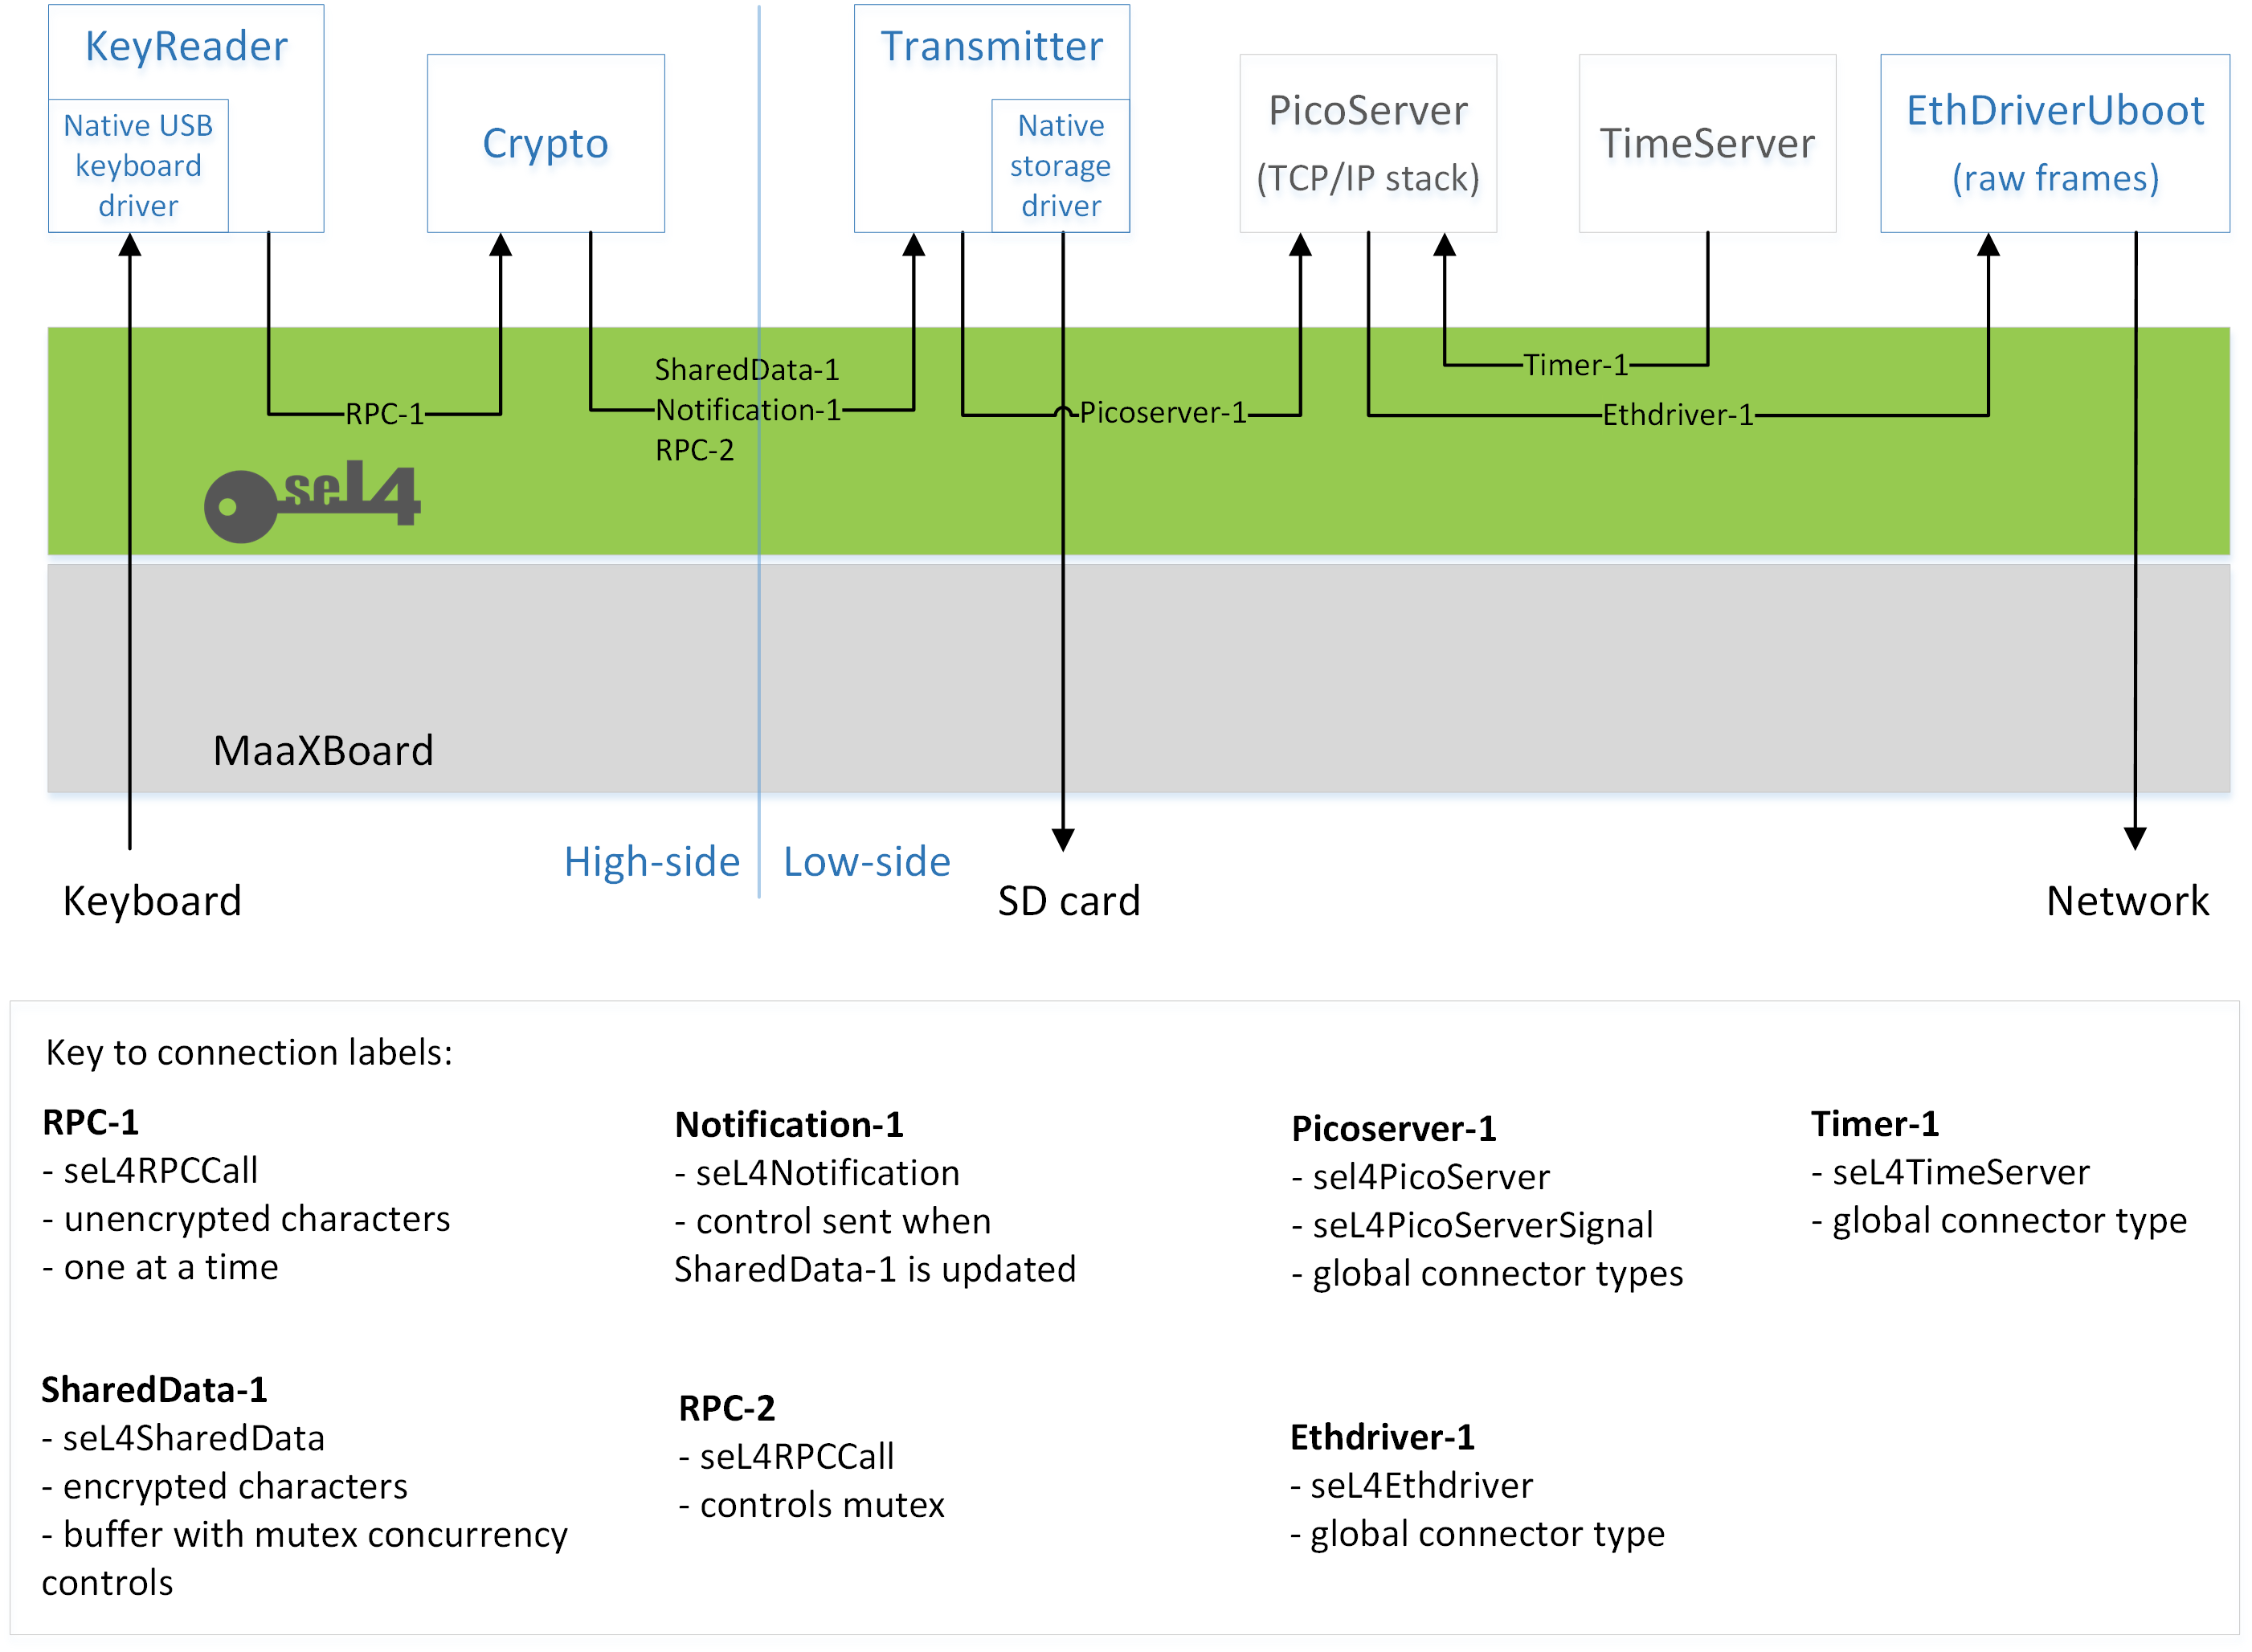 KeyReader
Native USB
keyboard
driver
Crypto
Transmitter
Native
storage
driver
PicoServer
(TCP/IP stack)
TimeServer
EthDriverUboot
(raw frames)
RPC-1
SharedData-1
Notification-1
RPC-2
Picoserver-1
Timer-1
Ethdriver-1
seL4
MaaXBoard
High-side
Low-side
Keyboard
SD card
Network
Key to connection labels:
RPC-1
- seL4RPCCall
- unencrypted characters
- one at a time
SharedData-1
- seL4SharedData
- encrypted characters
- buffer with mutex concurrency
controls
Notification-1
- seL4Notification
- control sent when
SharedData-1 is updated
RPC-2
- seL4RPCCall
- controls mutex
Picoserver-1
- sel4PicoServer
- seL4PicoServerSignal
- global connector types
Ethdriver-1
- seL4Ethdriver
- global connector type
Timer-1
- seL4TimeServer
- global connector type